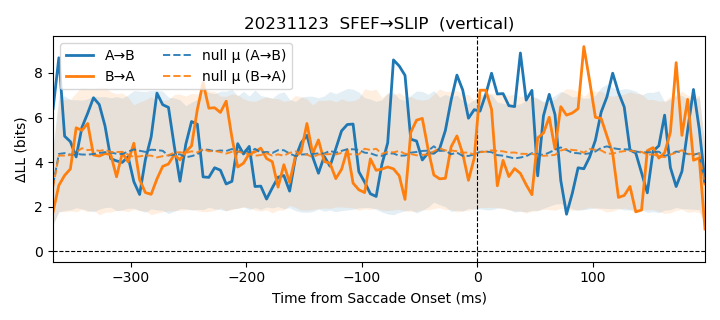 20231123  SFEF→SLIP  (vertical)
A→B
B→A
null μ (A→B)
null μ (B→A)
ΔLL (bits)
8
6
4
2
0
−300
−200
−100
0
100
Time from Saccade Onset (ms)